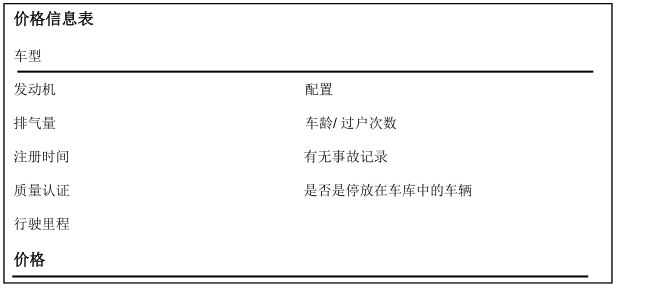 价格信息表
车型
发动机 配置
排气量 车龄/ 过户次数
注册时间 有无事故记录
质量认证 是否是停放在车库中的车辆
行驶里程
价格